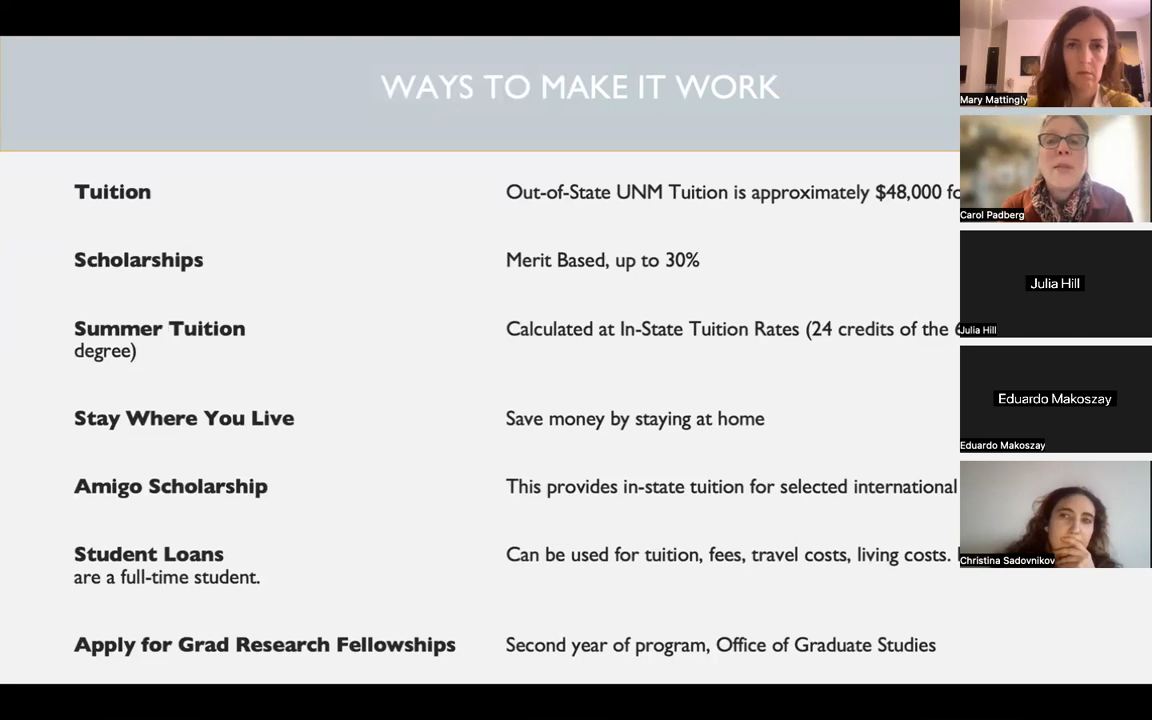 WAYS TO MAKE IT WORK
Tuition Out-of-State UNM Tuition is approximately $48,000
Scholarships Merit Based, up to 30%
Summer Tuition Calculated at In-State Tuition Rates (24 credits of the
degree)
Stay Where You Live Save money by staying at home
Amigo Scholarship This provides in-state tuition for selected international
Student Loans Can be used for tuition, fees, travel costs, living costs.
are a full-time student.
Apply for Grad Research Fellowships Second year of program, Office of Graduate Studies
Mary Mattingly
Carol Padberg
Julia Hill
Julia Hill
Eduardo Makoszay
Eduardo Makoszay
Christina Sadovnikov